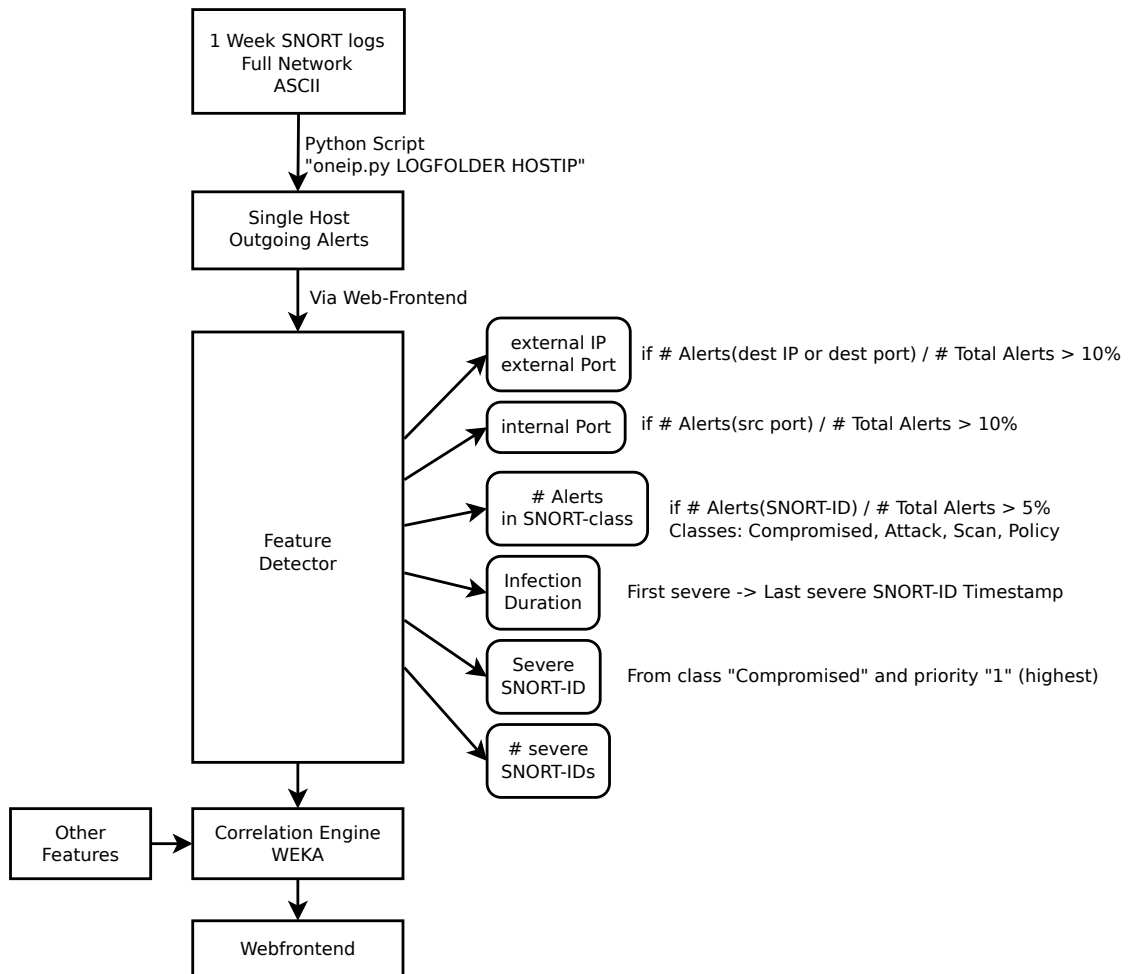 1 Week SNORT logs
Full Network
ASCII
Python Script
"oneip.py LOGFOLDER HOSTIP"
Single Host
Outgoing Alerts
Via Web-Frontend
Feature
Detector
external IP
external Port
if # Alerts(dest IP or dest port) / # Total Alerts > 10%
internal Port
if # Alerts(src port) / # Total Alerts > 10%
# Alerts
in SNORT-class
if # Alerts(SNORT-ID) / # Total Alerts > 5%
Classes: Compromised, Attack, Scan, Policy
Infection
Duration
First severe -> Last severe SNORT-ID Timestamp
Severe
SNORT-ID
From class "Compromised" and priority "1" (highest)
# severe
SNORT-IDs
Other
Features
Correlation Engine
WEKA
Webfrontend